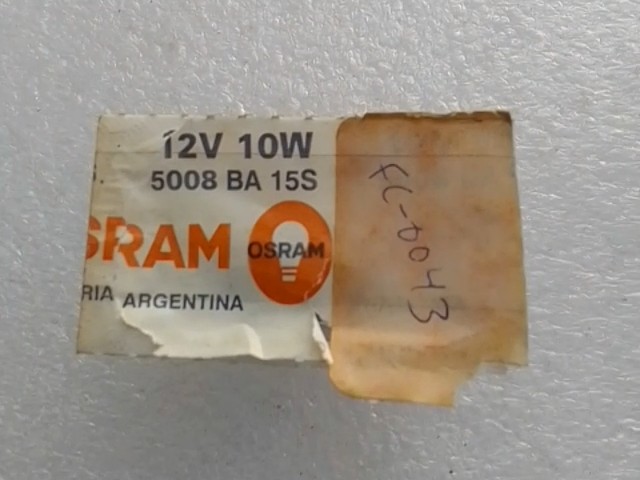 12V 10W
5008 BA 15S
SRAM OSRAM
RIA ARGENTINA
FC-0043